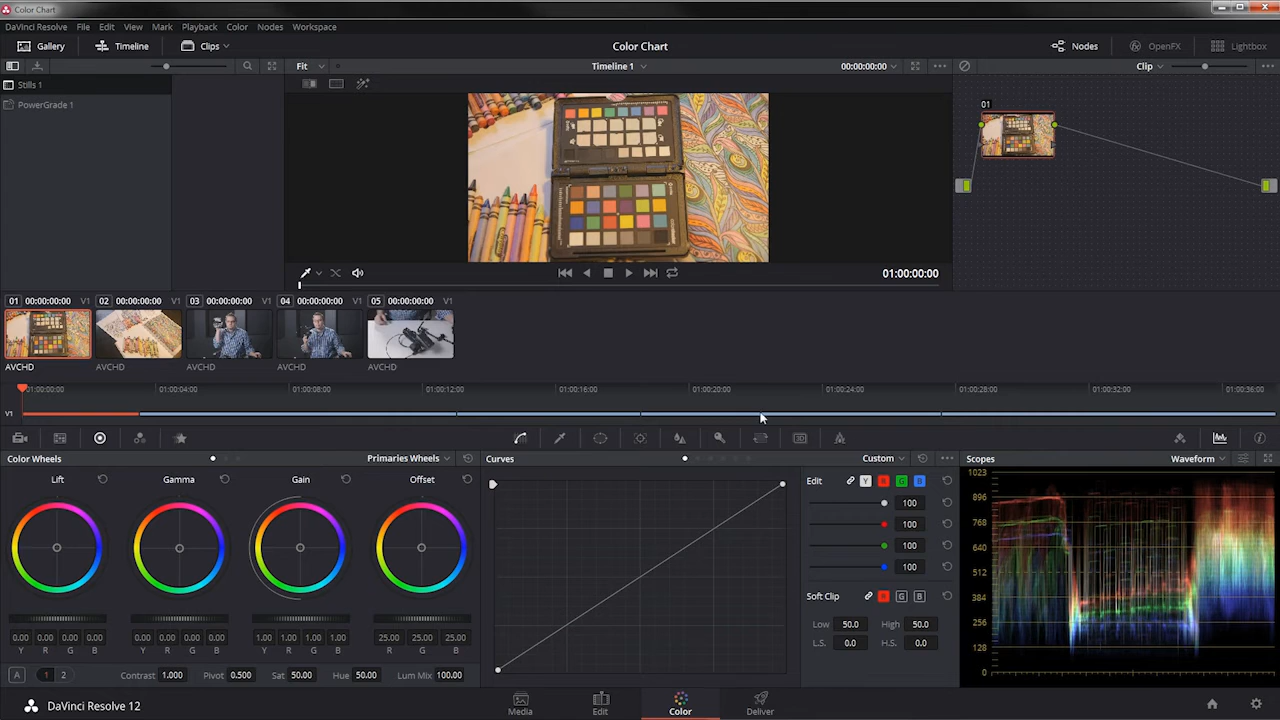 Color Chart
DaVinci Resolve File Edit View Mark Playback Color Nodes Workspace
Gallery Timeline Clips Color Chart Nodes OpenFX Lightbox
Fit Timeline 1 00:00:00:00 Clip
Stills 1
PowerGrade 1
01
01:00:00:00
01 00:00:00:00 V1 02 00:00:00:00 V1 03 00:00:00:00 V1 04 00:00:00:00 V1 05 00:00:00:00 V1
AVCHD AVCHD AVCHD AVCHD AVCHD
01:00:00:00 01:00:04:00 01:00:08:00 01:00:12:00 01:00:16:00 01:00:20:00 01:00:24:00 01:00:28:00 01:00:32:00 01:00:36:00
V1
Color Wheels Primaries Wheels Curves Custom Scopes Waveform
Lift Gamma Gain Offset
Edit Y R G B
100
100
100
100
Soft Clip R G B
Low 50.0 High 50.0
L.S. 0.0 H.S. 0.0
0.00 0.00 0.00 0.00 0.00 0.00 0.00 0.00 1.00 1.00 1.00 1.00 25.00 25.00 25.00
Y R G B Y R G B Y R G B R G B
A 1 2 Contrast 1.000 Pivot 0.500 Sat 50.00 Hue 50.00 Lum Mix 100.00
1023
896
768
640
512
384
256
128
0
DaVinci Resolve 12 Media Edit Color Deliver